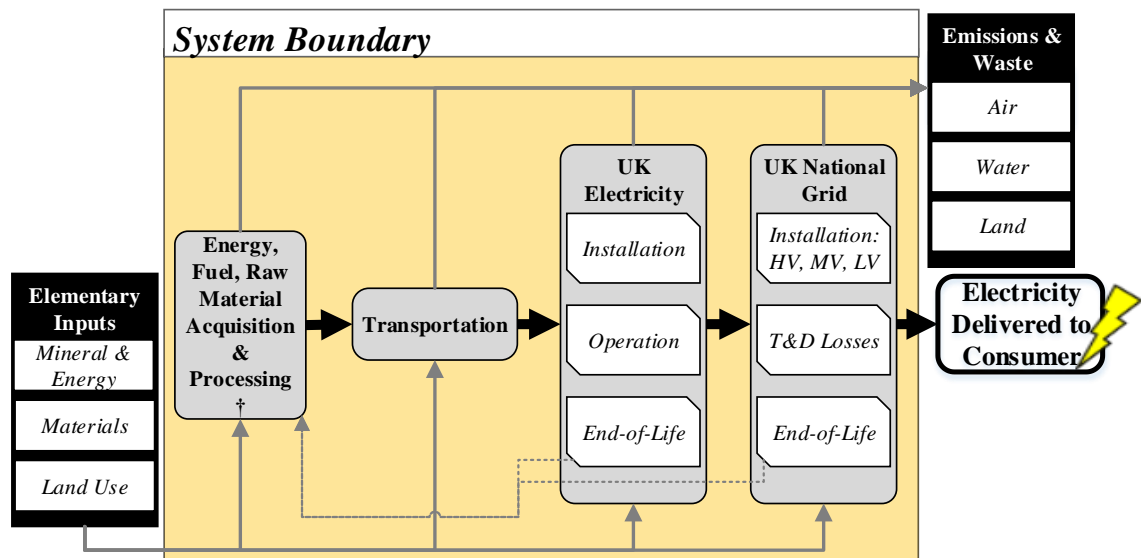 System Boundary
Emissions &
Waste
Air
Water
Land
Elementary
Inputs
Mineral &
Energy
Materials
Land Use
Energy,
Fuel, Raw
Material
Acquisition
&
Processing
†
Transportation
UK
Electricity
Installation
Operation
End-of-Life
UK National
Grid
Installation:
HV, MV, LV
T&D Losses
End-of-Life
Electricity
Delivered to
Consumer